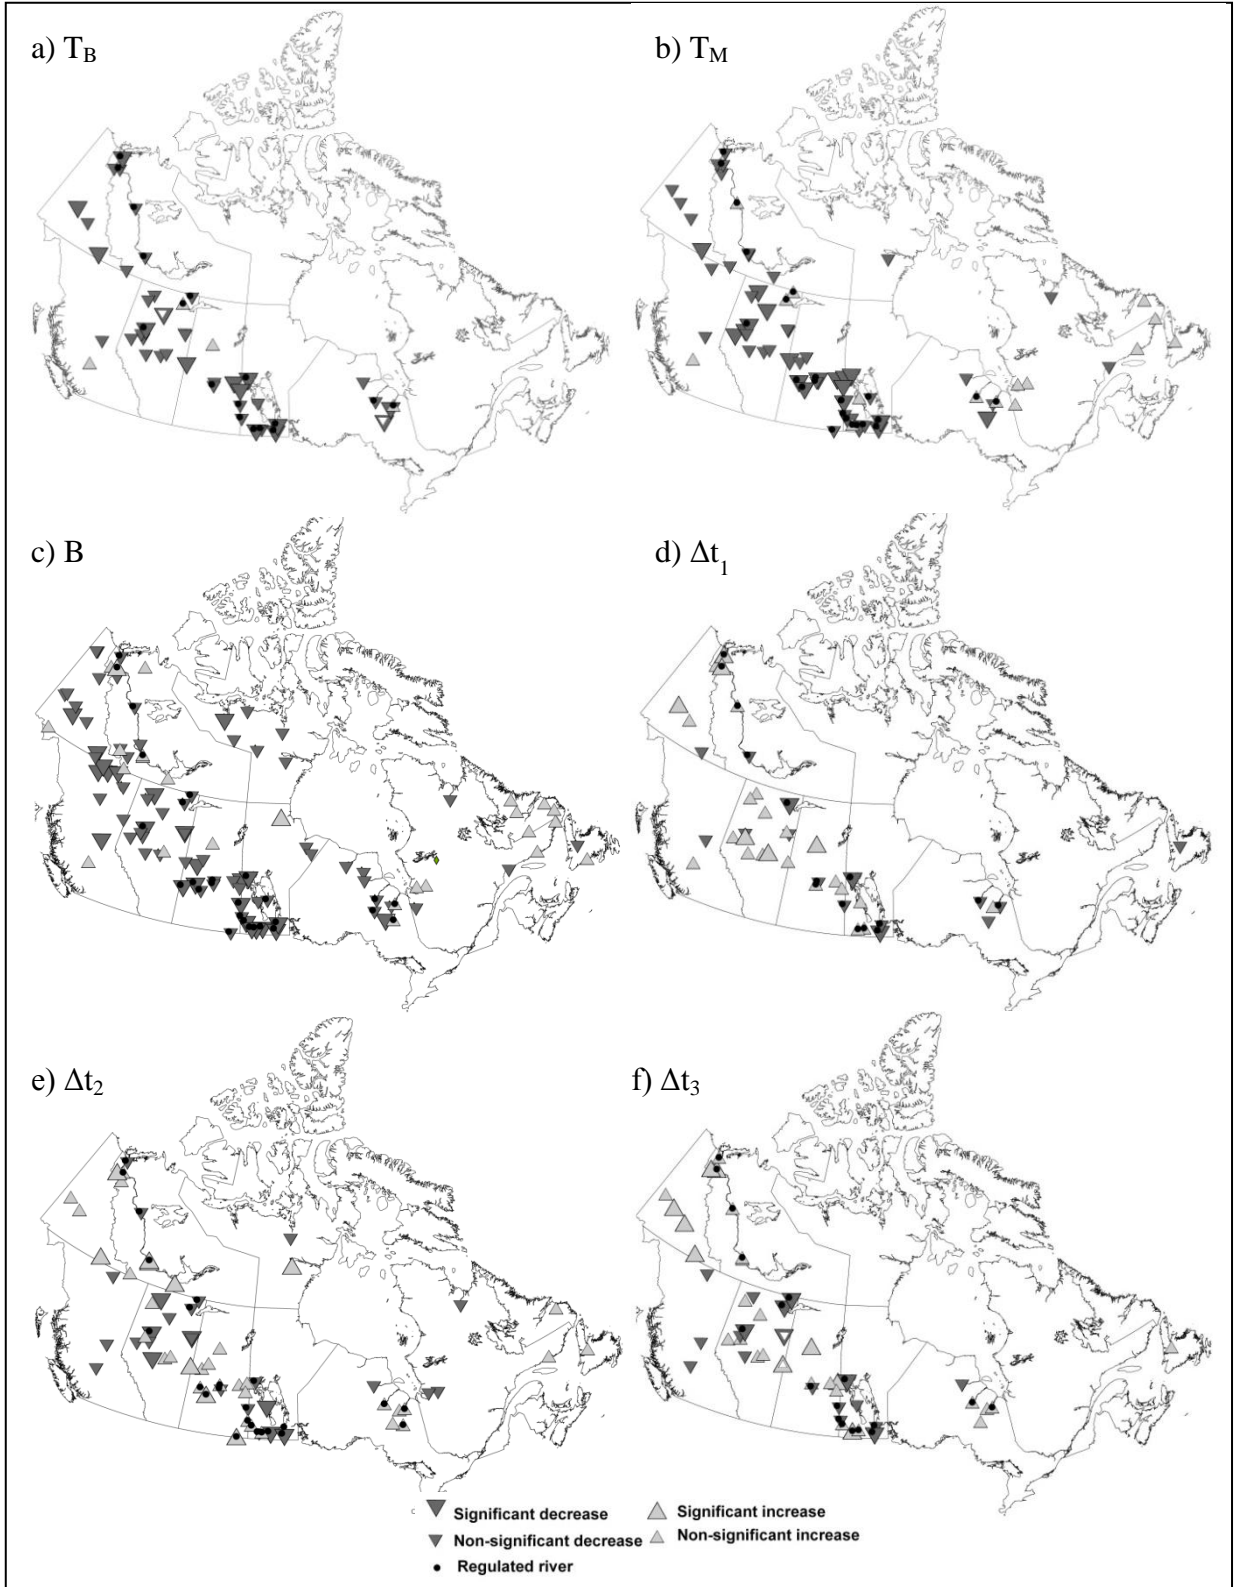 a) T_B
b) T_M
c) B
d) Δt_1
e) Δt_2
f) Δt_3
c
Significant decrease
Significant increase
Non-significant decrease
Non-significant increase
Regulated river